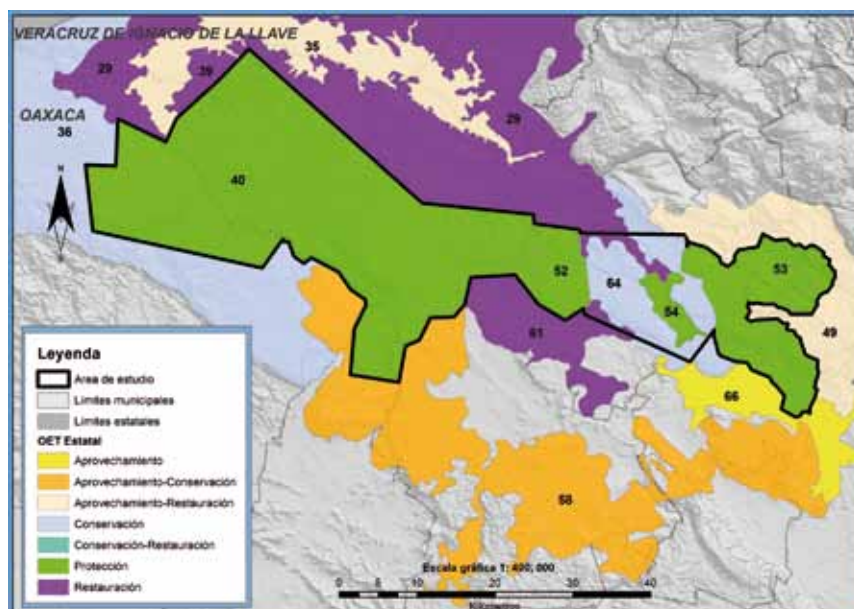 VERACRUZ DE IGNACIO DE LA LLAVE
35
29
39
29
OAXACA
36
N
40
52
53
64
54
49
61
66
58
Leyenda
Area de estudio
Limites municipales
Limites estatales
OET Estatal
Aprovechamiento
Aprovechamiento-Conservación
Aprovechamiento-Restauración
Conservación
Conservación-Restauración
Protección
Restauración
Escala gráfica 1: 400,000
0 5 10 20 30 40
Kilometros